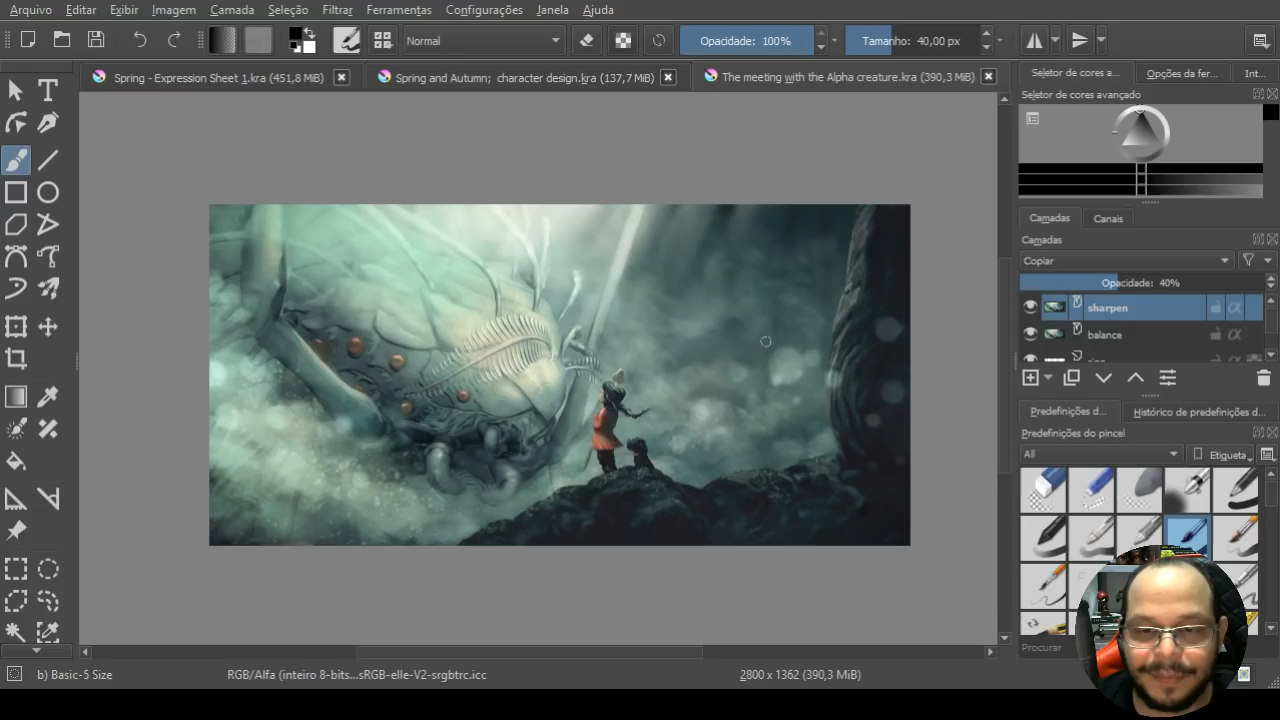 Arquivo Editar Exibir Imagem Camada Seleção Filtrar Ferramentas Configurações Janela Ajuda
Normal Opacidade: 100% Tamanho: 40,00 px
Spring - Expression Sheet 1.kra (451,8 MiB) Spring and Autumn; character design.kra (137,7 MiB) The meeting with the Alpha creature.kra (390,3 MiB)
Seletor de cores a... Opções da fer... Int...
Seletor de cores avançado
Camadas Canais
Camadas
Copiar
Opacidade: 40%
sharpen
balance
Predefinições d... Histórico de predefinições d...
Predefinições do pincel
All Etiqueta
Procurar
b) Basic-5 Size RGB/Alfa (inteiro 8-bits...sRGB-elle-V2-srgbtrc.icc 2800 x 1362 (390,3 MiB)